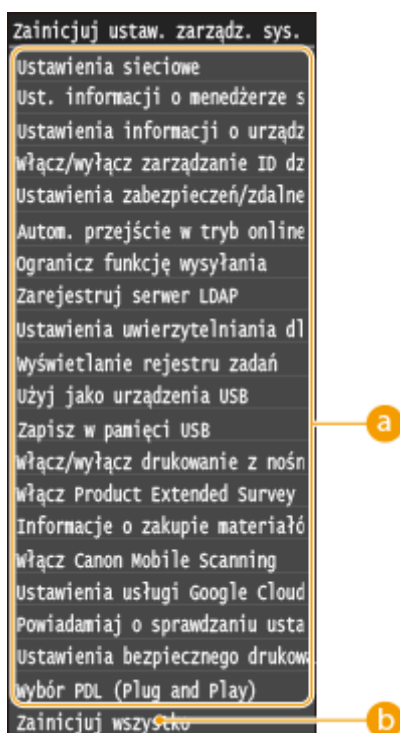 Zainicjuj ustaw. zarządz. sys.
Ustawienia sieciowe
Ust. informacji o menedżerze s
Ustawienia informacji o urządz
Włącz/wyłącz zarządzanie ID dz
Ustawienia zabezpieczeń/zdalne
Autom. przejście w tryb online
Ogranicz funkcję wysyłania
Zarejestruj serwer LDAP
Ustawienia uwierzytelniania dl
Wyświetlanie rejestru zadań
Użyj jako urządzenia USB
Zapisz w pamięci USB
Włącz/wyłącz drukowanie z nośn
Włącz Product Extended Survey
Informacje o zakupie materiałó
Włącz Canon Mobile Scanning
Ustawienia usługi Google Cloud
Powiadamiaj o sprawdzaniu usta
Ustawienia bezpiecznego drukowa
Wybór PDL (Plug and Play)
Zainicjuj wszystko
a
b